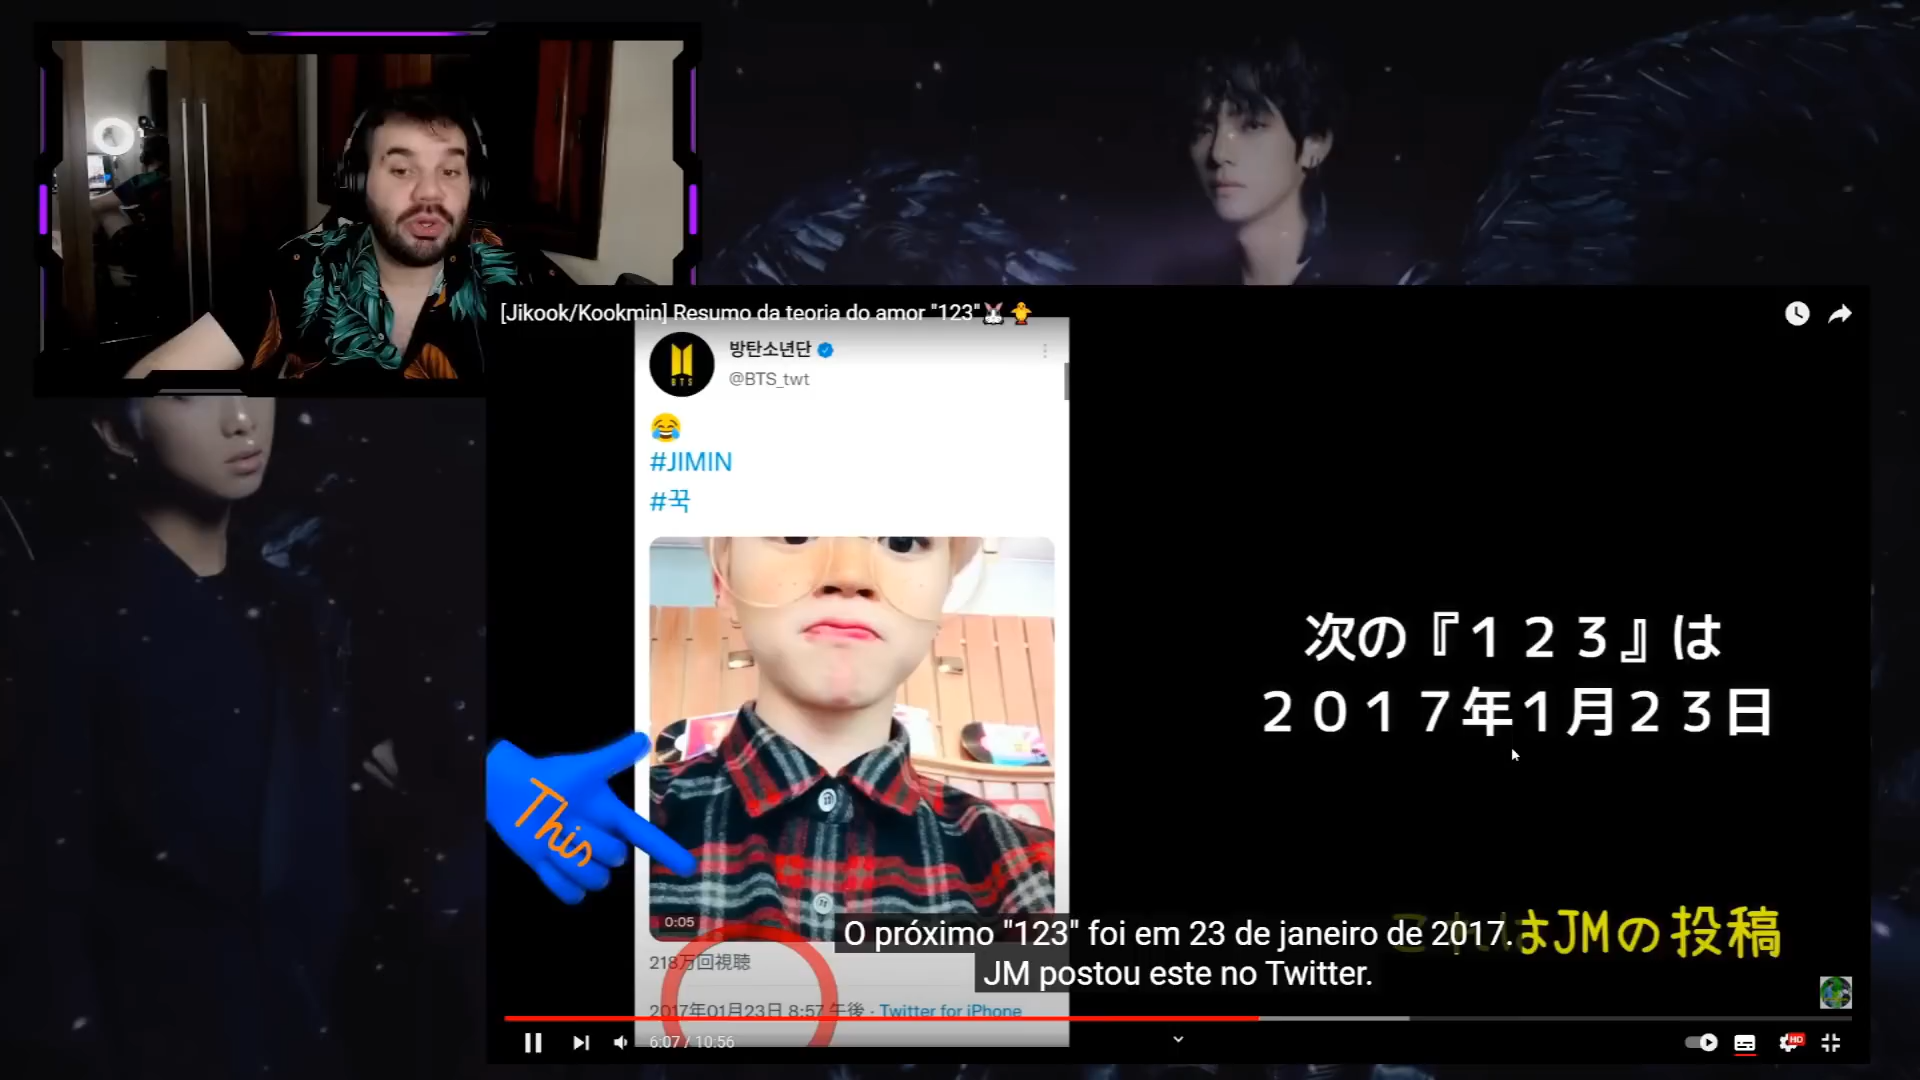 [Jikook/Kookmin] Resumo da teoria do amor "123"🐰🐥
방탄소년단
@BTS_twt
BTS
😂
#JIMIN
#꾹
0:05
218万回視聴
2017年01月23日 8:57 午後 · Twitter for iPhone
This
次の『123』は
2017年1月23日
はJMの投稿
O próximo "123" foi em 23 de janeiro de 2017.
JM postou este no Twitter.
6:07 / 10:56
HD